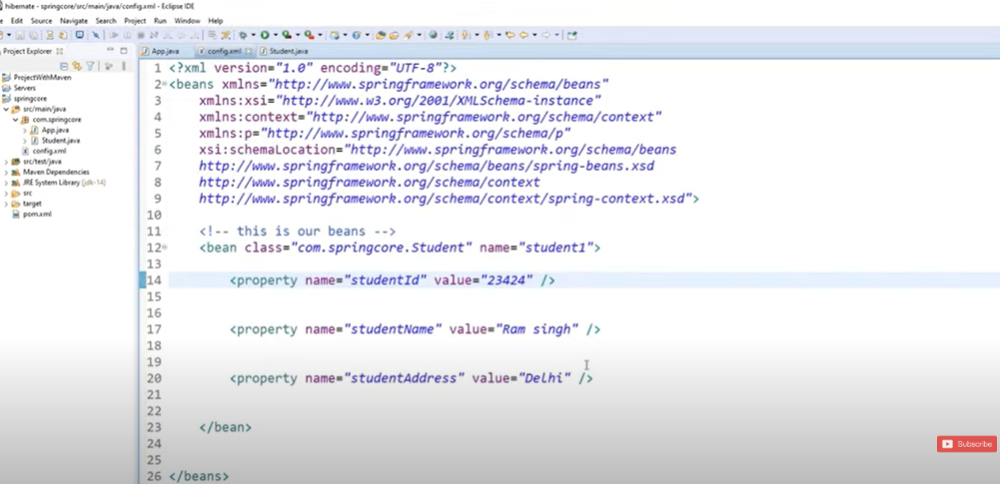 hibernate - springcore/src/main/java/config.xml - Eclipse IDE
Edit Source Navigate Search Project Run Window Help
Project Explorer
App.java config.xml Student.java
ProjectWithMaven
Servers
springcore
src/main/java
com.springcore
App.java
Student.java
config.xml
src/test/java
Maven Dependencies
JRE System Library [jdk-14]
src
target
pom.xml
1 <?xml version="1.0" encoding="UTF-8"?>
2 <beans xmlns="http://www.springframework.org/schema/beans"
3 xmlns:xsi="http://www.w3.org/2001/XMLSchema-instance"
4 xmlns:context="http://www.springframework.org/schema/context"
5 xmlns:p="http://www.springframework.org/schema/p"
6 xsi:schemaLocation="http://www.springframework.org/schema/beans
7 http://www.springframework.org/schema/beans/spring-beans.xsd
8 http://www.springframework.org/schema/context
9 http://www.springframework.org/schema/context/spring-context.xsd">
10
11 <!-- this is our beans -->
12 <bean class="com.springcore.Student" name="student1">
13
14 <property name="studentId" value="23424" />
15
16
17 <property name="studentName" value="Ram singh" />
18
19
20 <property name="studentAddress" value="Delhi" />
21
22
23 </bean>
24
25
26 </beans>
Subscribe